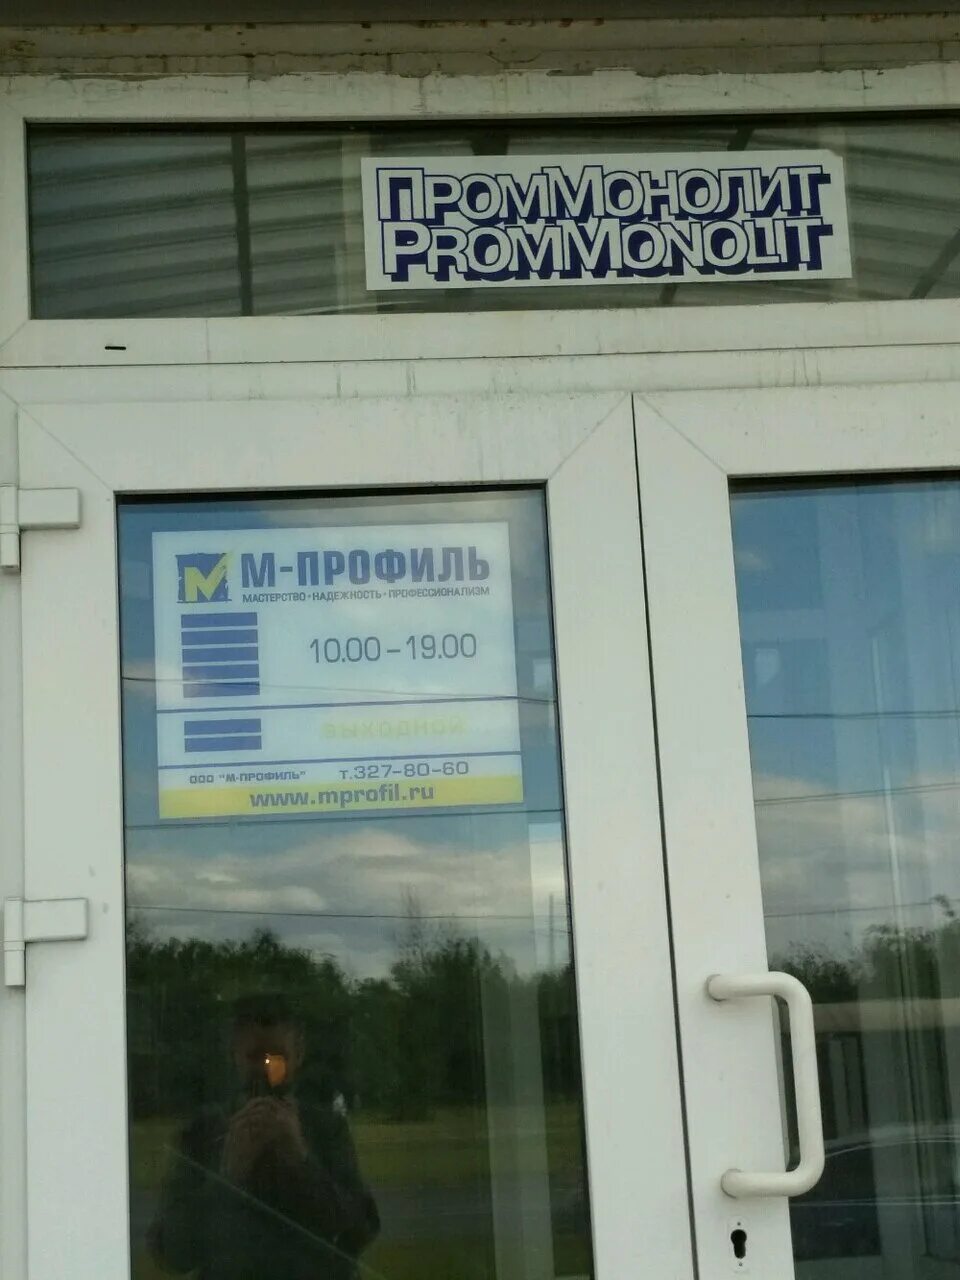 ПРОММОНОЛИТ
PROMMONOLIT
М-ПРОФИЛЬ
МАСТЕРСТВО • НАДЕЖНОСТЬ • ПРОФЕССИОНАЛИЗМ
10.00 – 19.00
ВЫХОДНОЙ
ООО "М-ПРОФИЛЬ" т.327-80-60
www.mprofil.ru